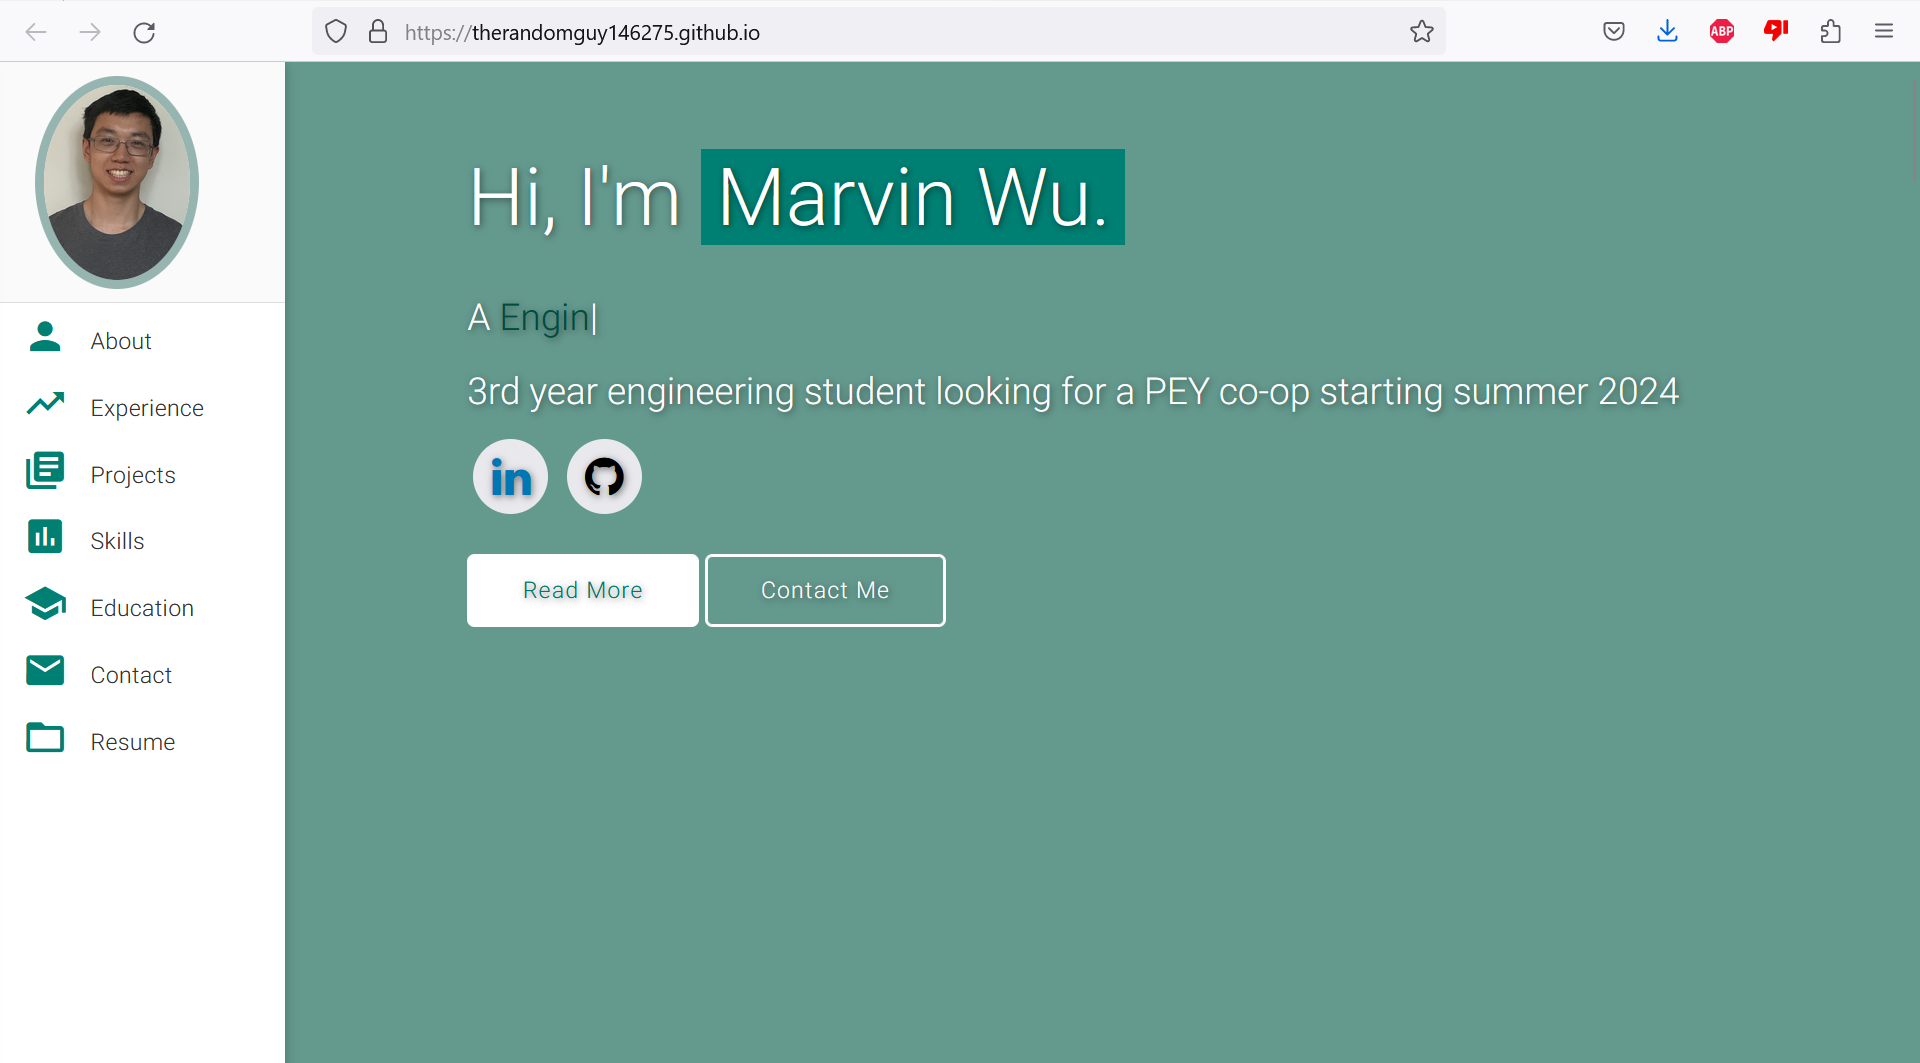 https://therandomguy146275.github.io
ABP
Hi, I'm Marvin Wu.
A Engin|
3rd year engineering student looking for a PEY co-op starting summer 2024
in
Read More
Contact Me
About
Experience
Projects
Skills
Education
Contact
Resume